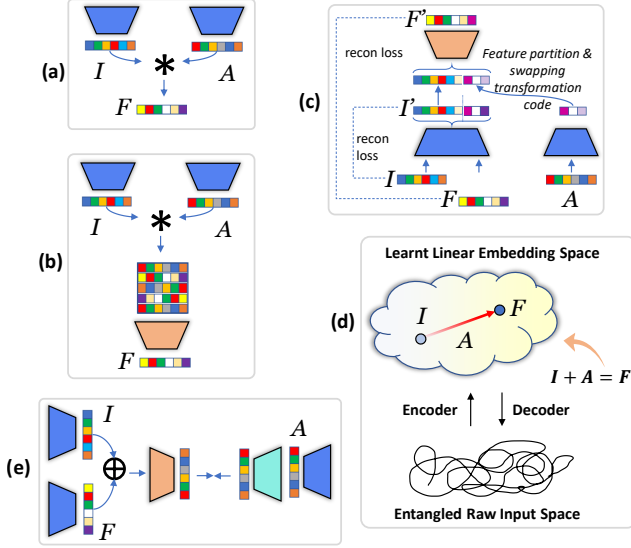 (a)
I
*
A
F
(b)
I
*
A
F
(c)
F'
recon loss
Feature partition &
swapping
transformation
code
I'
recon
loss
I
F
A
(d)
Learnt Linear Embedding Space
I
F
A
I + A = F
Encoder
Decoder
Entangled Raw Input Space
(e)
I
F
A